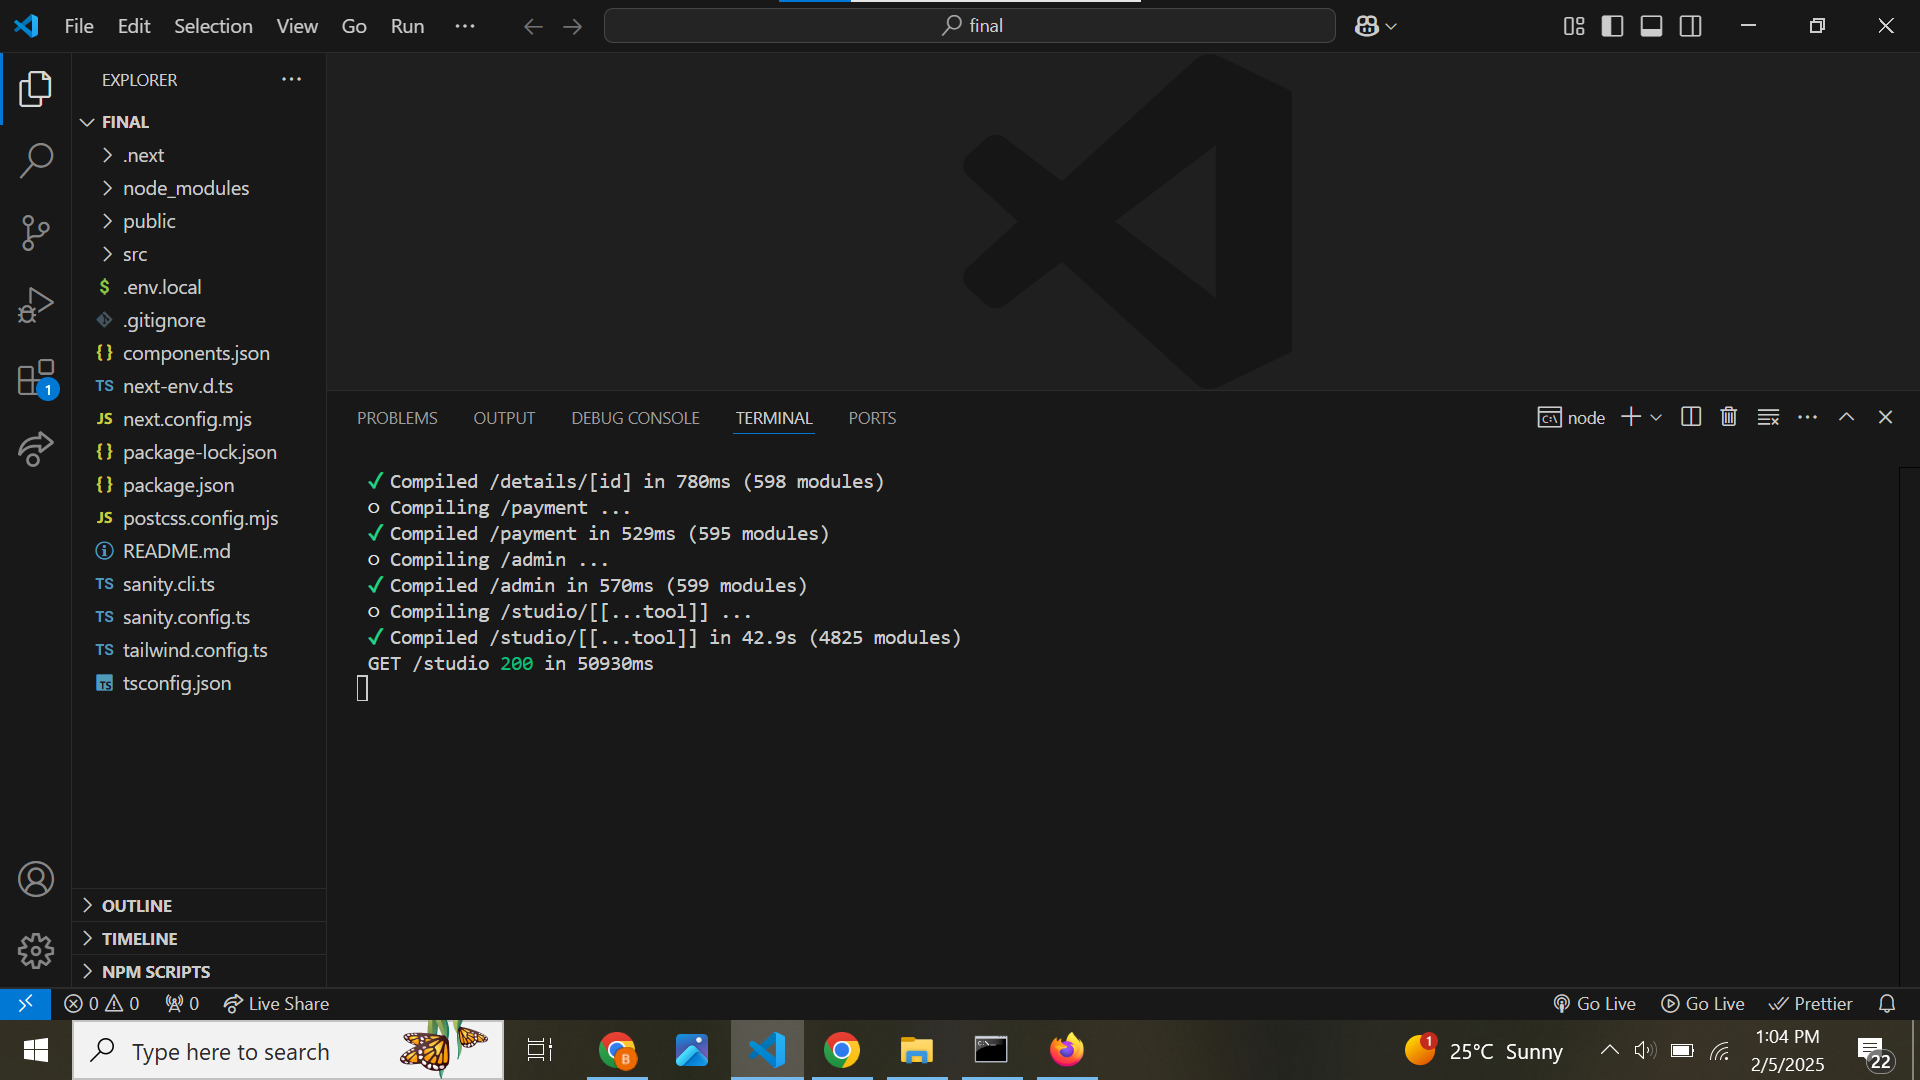 File Edit Selection View Go Run ...
final
EXPLORER
FINAL
.next
node_modules
public
src
$ .env.local
.gitignore
{} components.json
TS next-env.d.ts
JS next.config.mjs
{} package-lock.json
{} package.json
JS postcss.config.mjs
README.md
TS sanity.cli.ts
TS sanity.config.ts
TS tailwind.config.ts
TS tsconfig.json
1
OUTLINE
TIMELINE
NPM SCRIPTS
PROBLEMS OUTPUT DEBUG CONSOLE TERMINAL PORTS
node
✓ Compiled /details/[id] in 780ms (598 modules)
○ Compiling /payment ...
✓ Compiled /payment in 529ms (595 modules)
○ Compiling /admin ...
✓ Compiled /admin in 570ms (599 modules)
○ Compiling /studio/[[...tool]] ...
✓ Compiled /studio/[[...tool]] in 42.9s (4825 modules)
GET /studio 200 in 50930ms
0 0 0 Live Share
Go Live Go Live Prettier
Type here to search
B
1
25°C Sunny
1:04 PM
2/5/2025
22